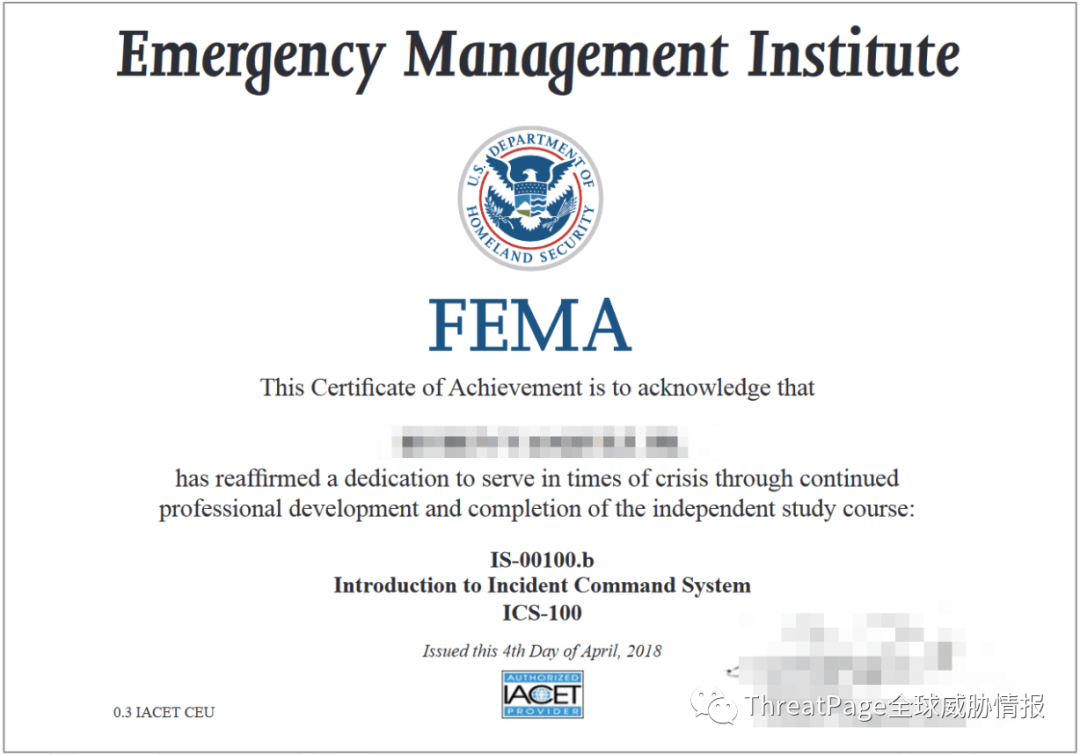 Emergency Management Institute
U.S. DEPARTMENT OF
HOMELAND SECURITY
FEMA
This Certificate of Achievement is to acknowledge that
has reaffirmed a dedication to serve in times of crisis through continued
professional development and completion of the independent study course:
IS-00100.b
Introduction to Incident Command System
ICS-100
Issued this 4th Day of April, 2018
AUTHORIZED
IACET
PROVIDER
0.3 IACET CEU
ThreatPage全球威胁情报